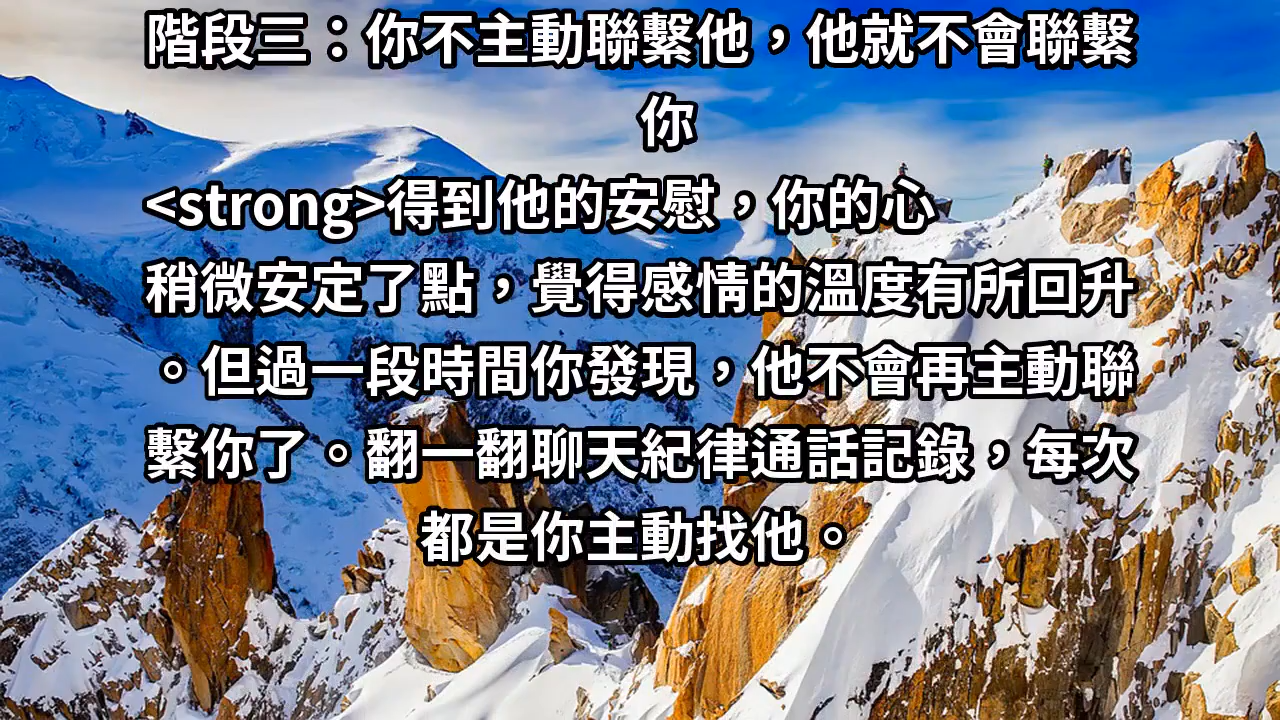 階段三：你不主動聯繫他，他就不會聯繫
你
<strong>得到他的安慰，你的心
稍微安定了點，覺得感情的溫度有所回升
。但過一段時間你發現，他不會再主動聯
繫你了。翻一翻聊天紀律通話記錄，每次
都是你主動找他。